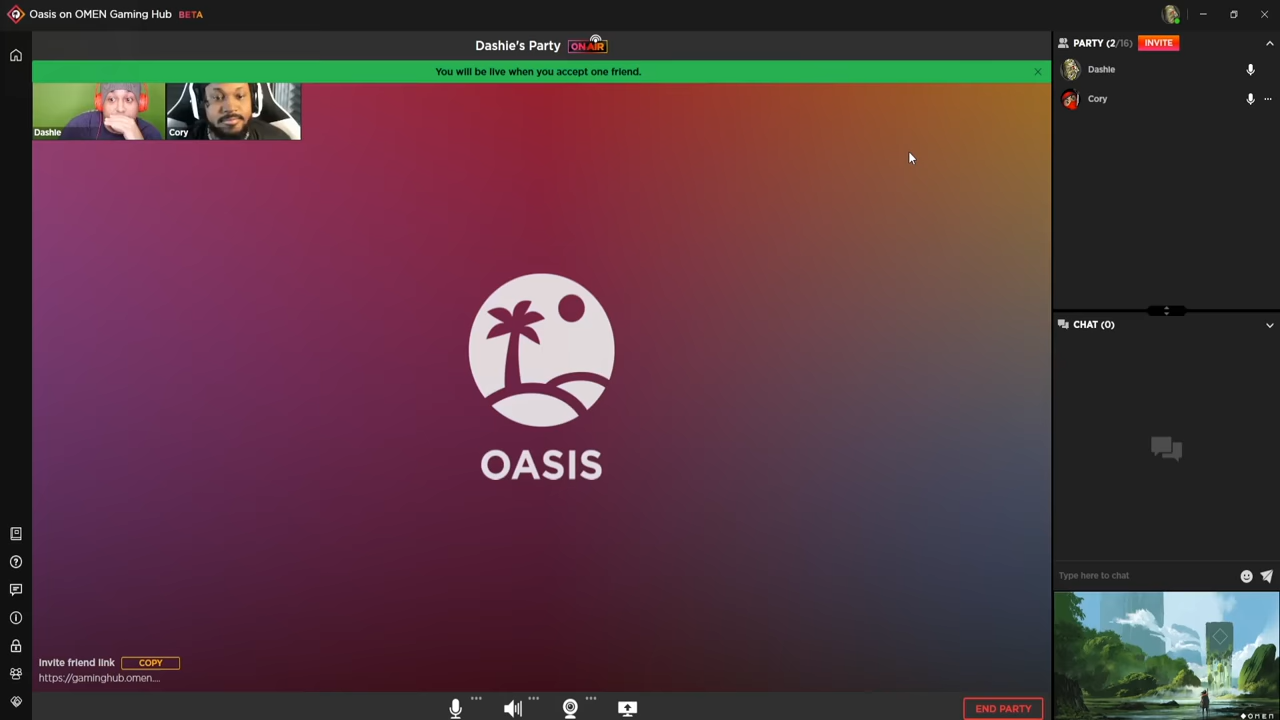 Oasis on OMEN Gaming Hub BETA
Dashie's Party ON AIR
PARTY (2/16) INVITE
You will be live when you accept one friend.
Dashie
Cory
Dashie
Cory
CHAT (0)
OASIS
Type here to chat
Invite friend link COPY
https://gaminghub.omen....
END PARTY
OMEN